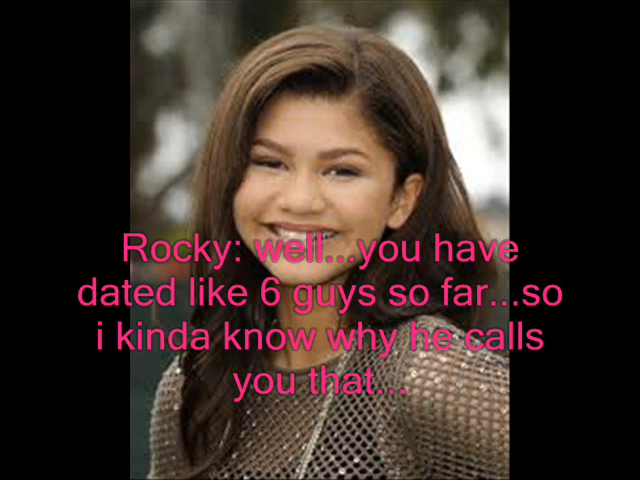 Rocky: well...you have
dated like 6 guys so far...so
i kinda know why he calls
you that...